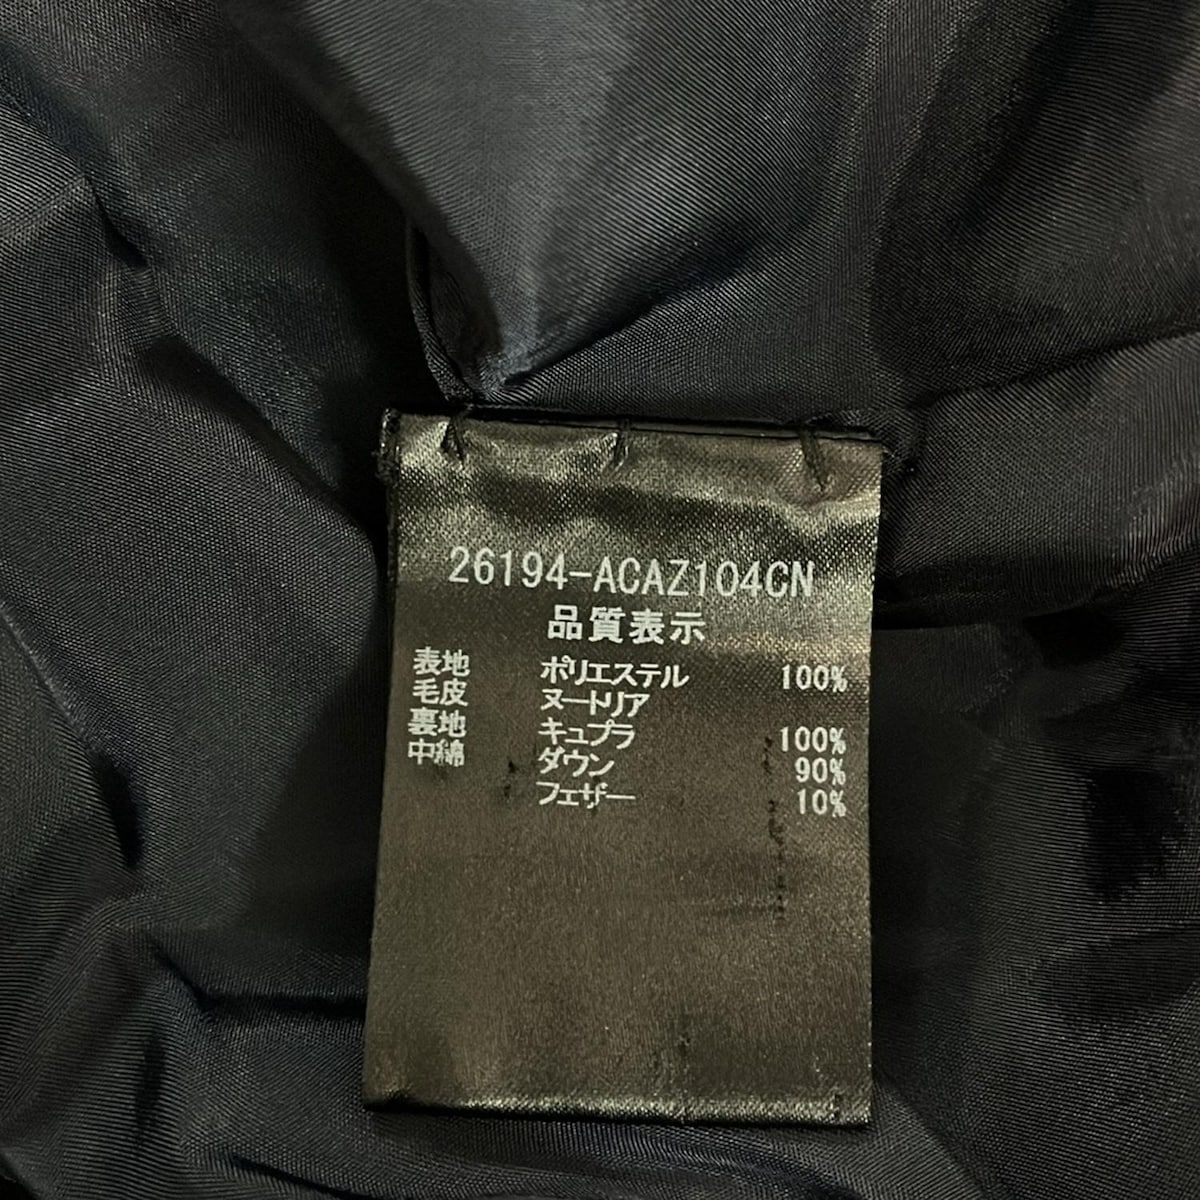 26194-ACAZ104CN
品質表示
表地 ポリエステル 100%
毛皮 ヌートリア
裏地 キュプラ 100%
中綿 ダウン 90%
フェザー 10%